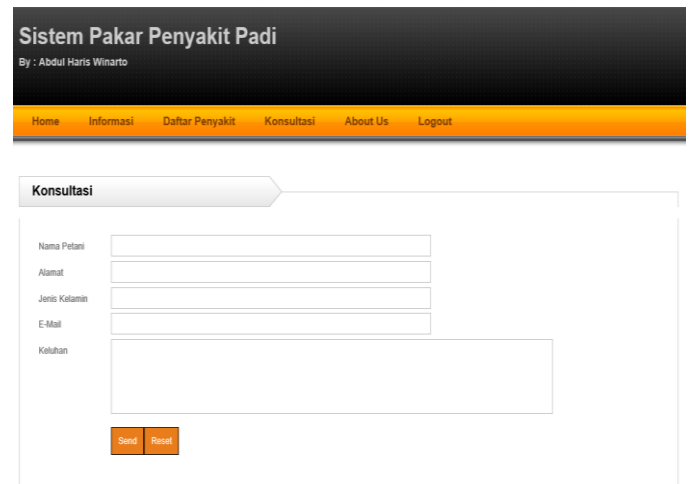 Sistem Pakar Penyakit Padi
By : Abdul Haris Winarto
Home Informasi Daftar Penyakit Konsultasi About Us Logout
Konsultasi
Nama Petani
Alamat
Jenis Kelamin
E-Mail
Keluhan
Send Reset